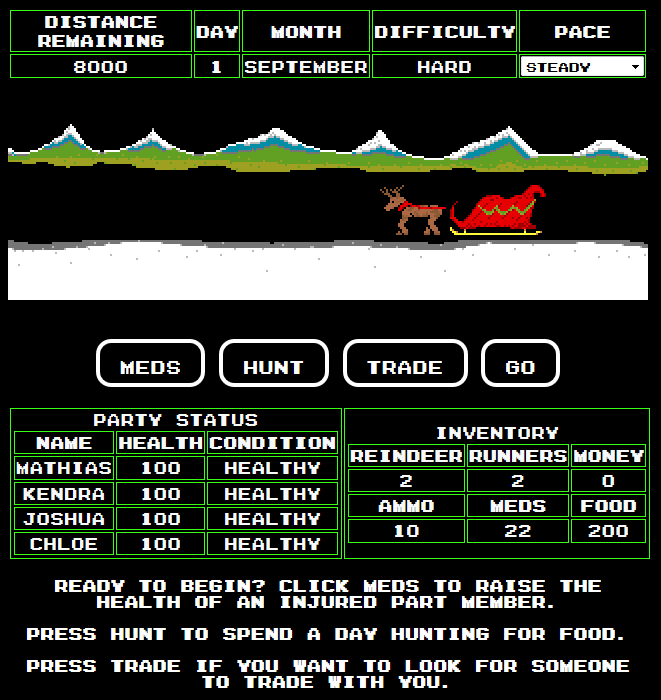 DISTANCE REMAINING DAY MONTH DIFFICULTY PACE
8000 1 SEPTEMBER HARD STEADY
MEDS HUNT TRADE GO
PARTY STATUS
NAME HEALTH CONDITION
MATHIAS 100 HEALTHY
KENDRA 100 HEALTHY
JOSHUA 100 HEALTHY
CHLOE 100 HEALTHY
INVENTORY
REINDEER RUNNERS MONEY
2 2 0
AMMO MEDS FOOD
10 22 200
READY TO BEGIN? CLICK MEDS TO RAISE THE
HEALTH OF AN INJURED PART MEMBER.
PRESS HUNT TO SPEND A DAY HUNTING FOR FOOD.
PRESS TRADE IF YOU WANT TO LOOK FOR SOMEONE
TO TRADE WITH YOU.